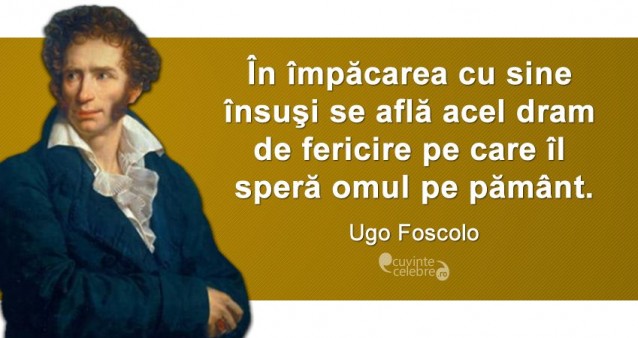 În împăcarea cu sine
însuşi se află acel dram
de fericire pe care îl
speră omul pe pământ.
Ugo Foscolo
cuvinte
celebre.ro